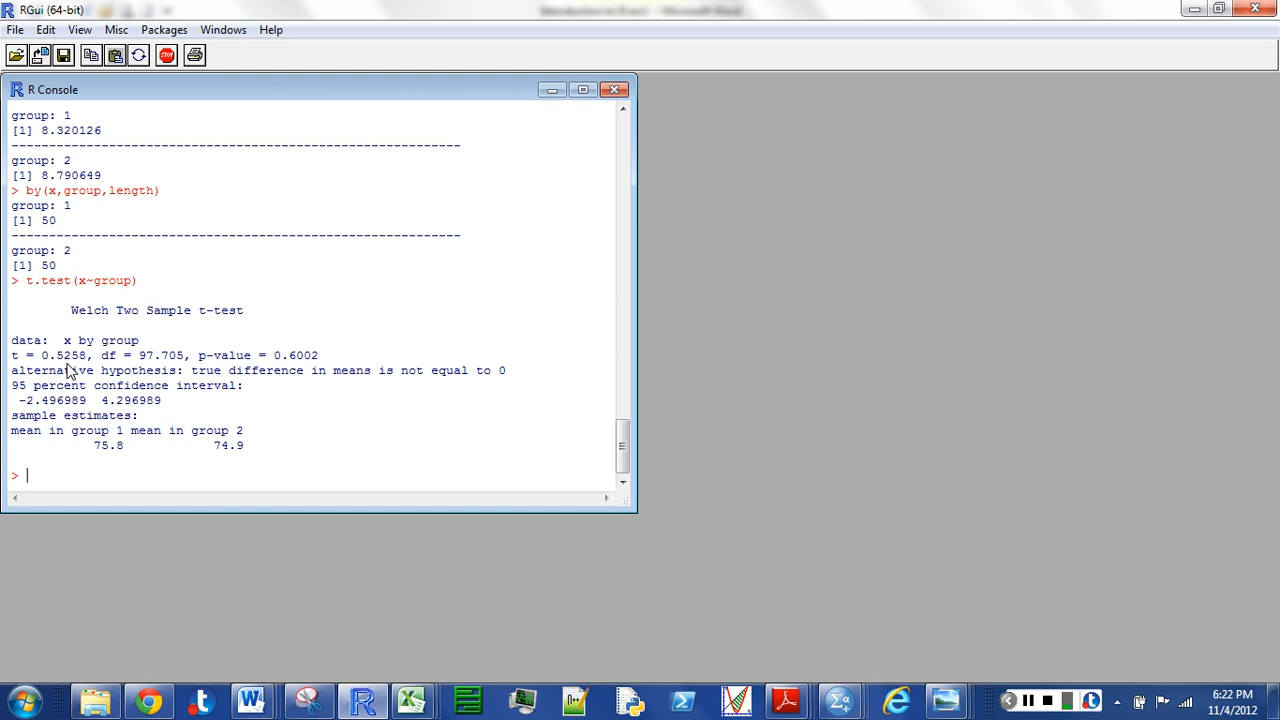 RGui (64-bit)
File Edit View Misc Packages Windows Help
STOP
R Console
group: 1
[1] 8.320126
------------------------------------------------------------
group: 2
[1] 8.790649
> by(x,group,length)
group: 1
[1] 50
------------------------------------------------------------
group: 2
[1] 50
> t.test(x~group)
Welch Two Sample t-test
data:  x by group
t = 0.5258, df = 97.705, p-value = 0.6002
alternative hypothesis: true difference in means is not equal to 0
95 percent confidence interval:
-2.496989  4.296989
sample estimates:
mean in group 1 mean in group 2
75.8 74.9
>
6:22 PM
11/4/2012